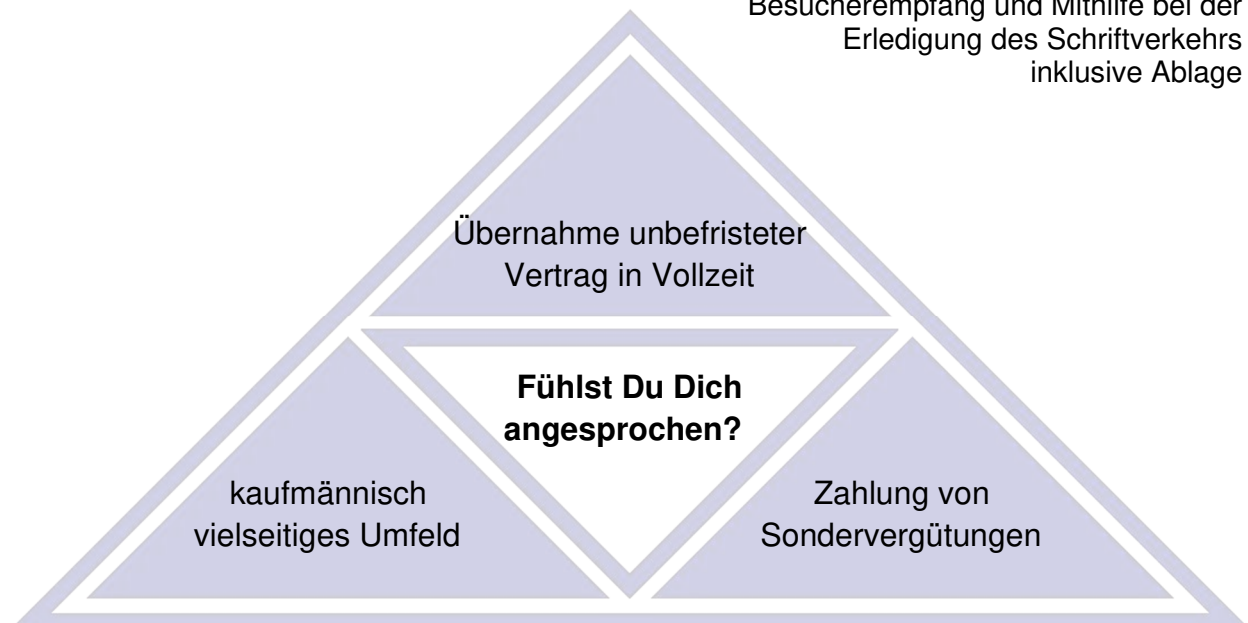 Besucherempfang und Mithilfe bei der
Erledigung des Schriftverkehrs
inklusive Ablage
Übernahme unbefristeter
Vertrag in Vollzeit
Fühlst Du Dich
angesprochen?
kaufmännisch
vielseitiges Umfeld
Zahlung von
Sondervergütungen